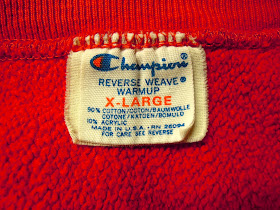 Champion®
REVERSE WEAVE®
WARMUP
X-LARGE
90% COTTON/COTON/BAUMWOLLE
COTONE/KATOEN/BOMULD
10% ACRYLIC
MADE IN U.S.A. • RN 26094
FOR CARE SEE REVERSE